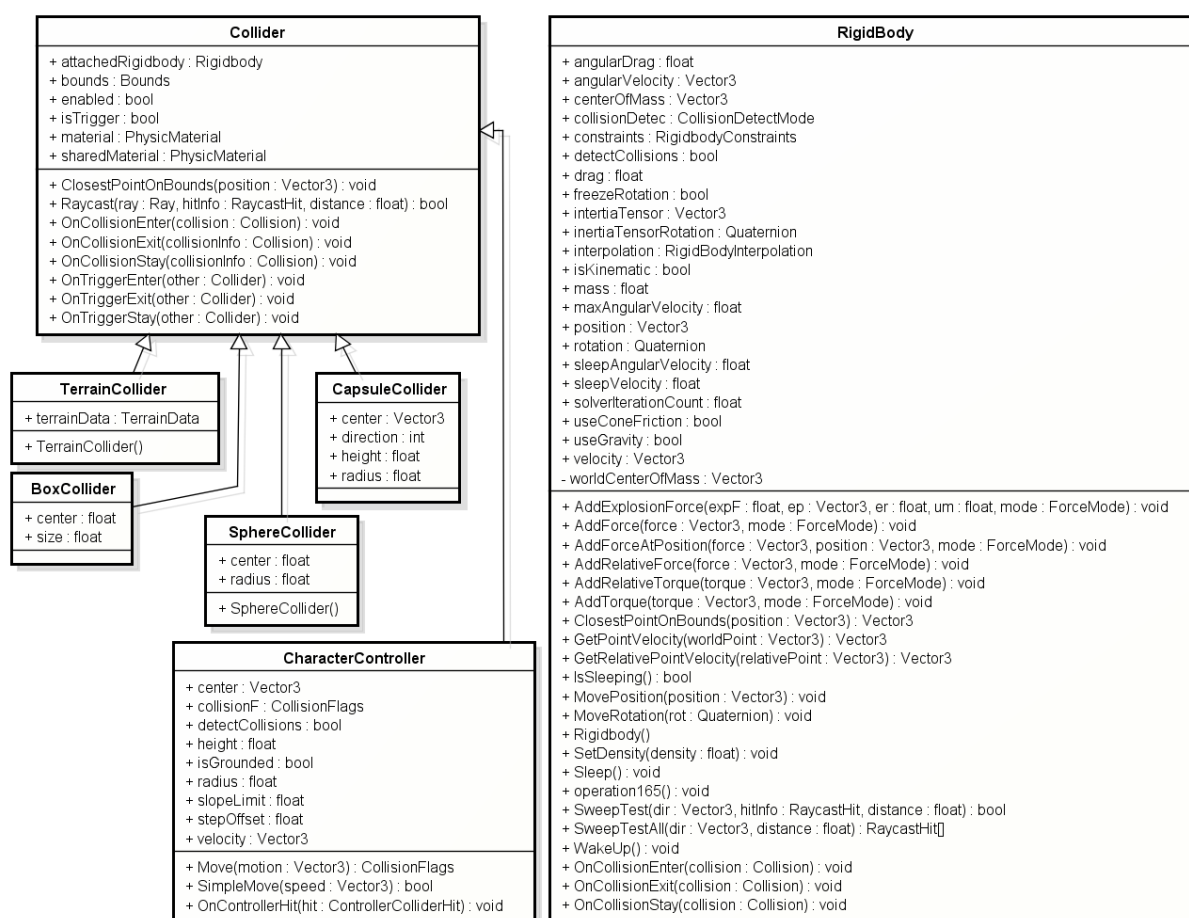 Collider
+ attachedRigidbody : Rigidbody
+ bounds : Bounds
+ enabled : bool
+ isTrigger : bool
+ material : PhysicMaterial
+ sharedMaterial : PhysicMaterial
+ ClosestPointOnBounds(position : Vector3) : void
+ Raycast(ray : Ray, hitInfo : RaycastHit, distance : float) : bool
+ OnCollisionEnter(collision : Collision) : void
+ OnCollisionExit(collisionInfo : Collision) : void
+ OnCollisionStay(collisionInfo : Collision) : void
+ OnTriggerEnter(other : Collider) : void
+ OnTriggerExit(other : Collider) : void
+ OnTriggerStay(other : Collider) : void
TerrainCollider
+ terrainData : TerrainData
+ TerrainCollider()
CapsuleCollider
+ center : Vector3
+ direction : int
+ height : float
+ radius : float
BoxCollider
+ center : float
+ size : float
SphereCollider
+ center : float
+ radius : float
+ SphereCollider()
CharacterController
+ center : Vector3
+ collisionF : CollisionFlags
+ detectCollisions : bool
+ height : float
+ isGrounded : bool
+ radius : float
+ slopeLimit : float
+ stepOffset : float
+ velocity : Vector3
+ Move(motion : Vector3) : CollisionFlags
+ SimpleMove(speed : Vector3) : bool
+ OnControllerHit(hit : ControllerColliderHit) : void
RigidBody
+ angularDrag : float
+ angularVelocity : Vector3
+ centerOfMass : Vector3
+ collisionDetec : CollisionDetectMode
+ constraints : RigidbodyConstraints
+ detectCollisions : bool
+ drag : float
+ freezeRotation : bool
+ intertiaTensor : Vector3
+ inertiaTensorRotation : Quaternion
+ interpolation : RigidBodyInterpolation
+ isKinematic : bool
+ mass : float
+ maxAngularVelocity : float
+ position : Vector3
+ rotation : Quaternion
+ sleepAngularVelocity : float
+ sleepVelocity : float
+ solverIterationCount : float
+ useConeFriction : bool
+ useGravity : bool
+ velocity : Vector3
- worldCenterOfMass : Vector3
+ AddExplosionForce(expF : float, ep : Vector3, er : float, um : float, mode : ForceMode) : void
+ AddForce(force : Vector3, mode : ForceMode) : void
+ AddForceAtPosition(force : Vector3, position : Vector3, mode : ForceMode) : void
+ AddRelativeForce(force : Vector3, mode : ForceMode) : void
+ AddRelativeTorque(torque : Vector3, mode : ForceMode) : void
+ AddTorque(torque : Vector3, mode : ForceMode) : void
+ ClosestPointOnBounds(position : Vector3) : Vector3
+ GetPointVelocity(worldPoint : Vector3) : Vector3
+ GetRelativePointVelocity(relativePoint : Vector3) : Vector3
+ IsSleeping() : bool
+ MovePosition(position : Vector3) : void
+ MoveRotation(rot : Quaternion) : void
+ Rigidbody()
+ SetDensity(density : float) : void
+ Sleep() : void
+ operation165() : void
+ SweepTest(dir : Vector3, hitInfo : RaycastHit, distance : float) : bool
+ SweepTestAll(dir : Vector3, distance : float) : RaycastHit[]
+ WakeUp() : void
+ OnCollisionEnter(collision : Collision) : void
+ OnCollisionExit(collision : Collision) : void
+ OnCollisionStay(collision : Collision) : void